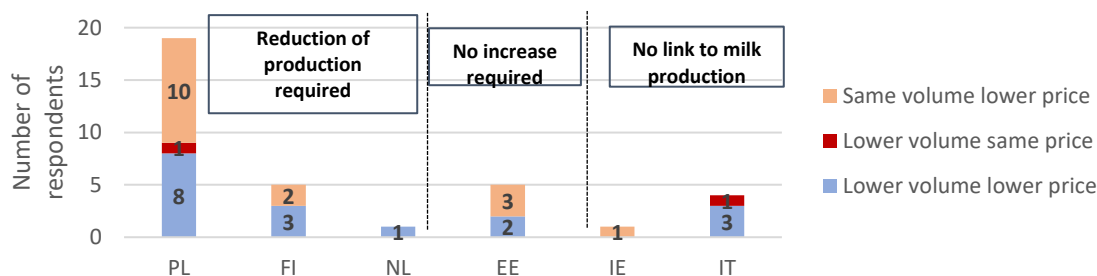 Number of
respondents
20
15
10
5
0
Reduction of
production
required
No increase
required
No link to milk
production
10
1
8
2
3
1
3
2
1
1
3
PL
FI
NL
EE
IE
IT
Same volume lower price
Lower volume same price
Lower volume lower price